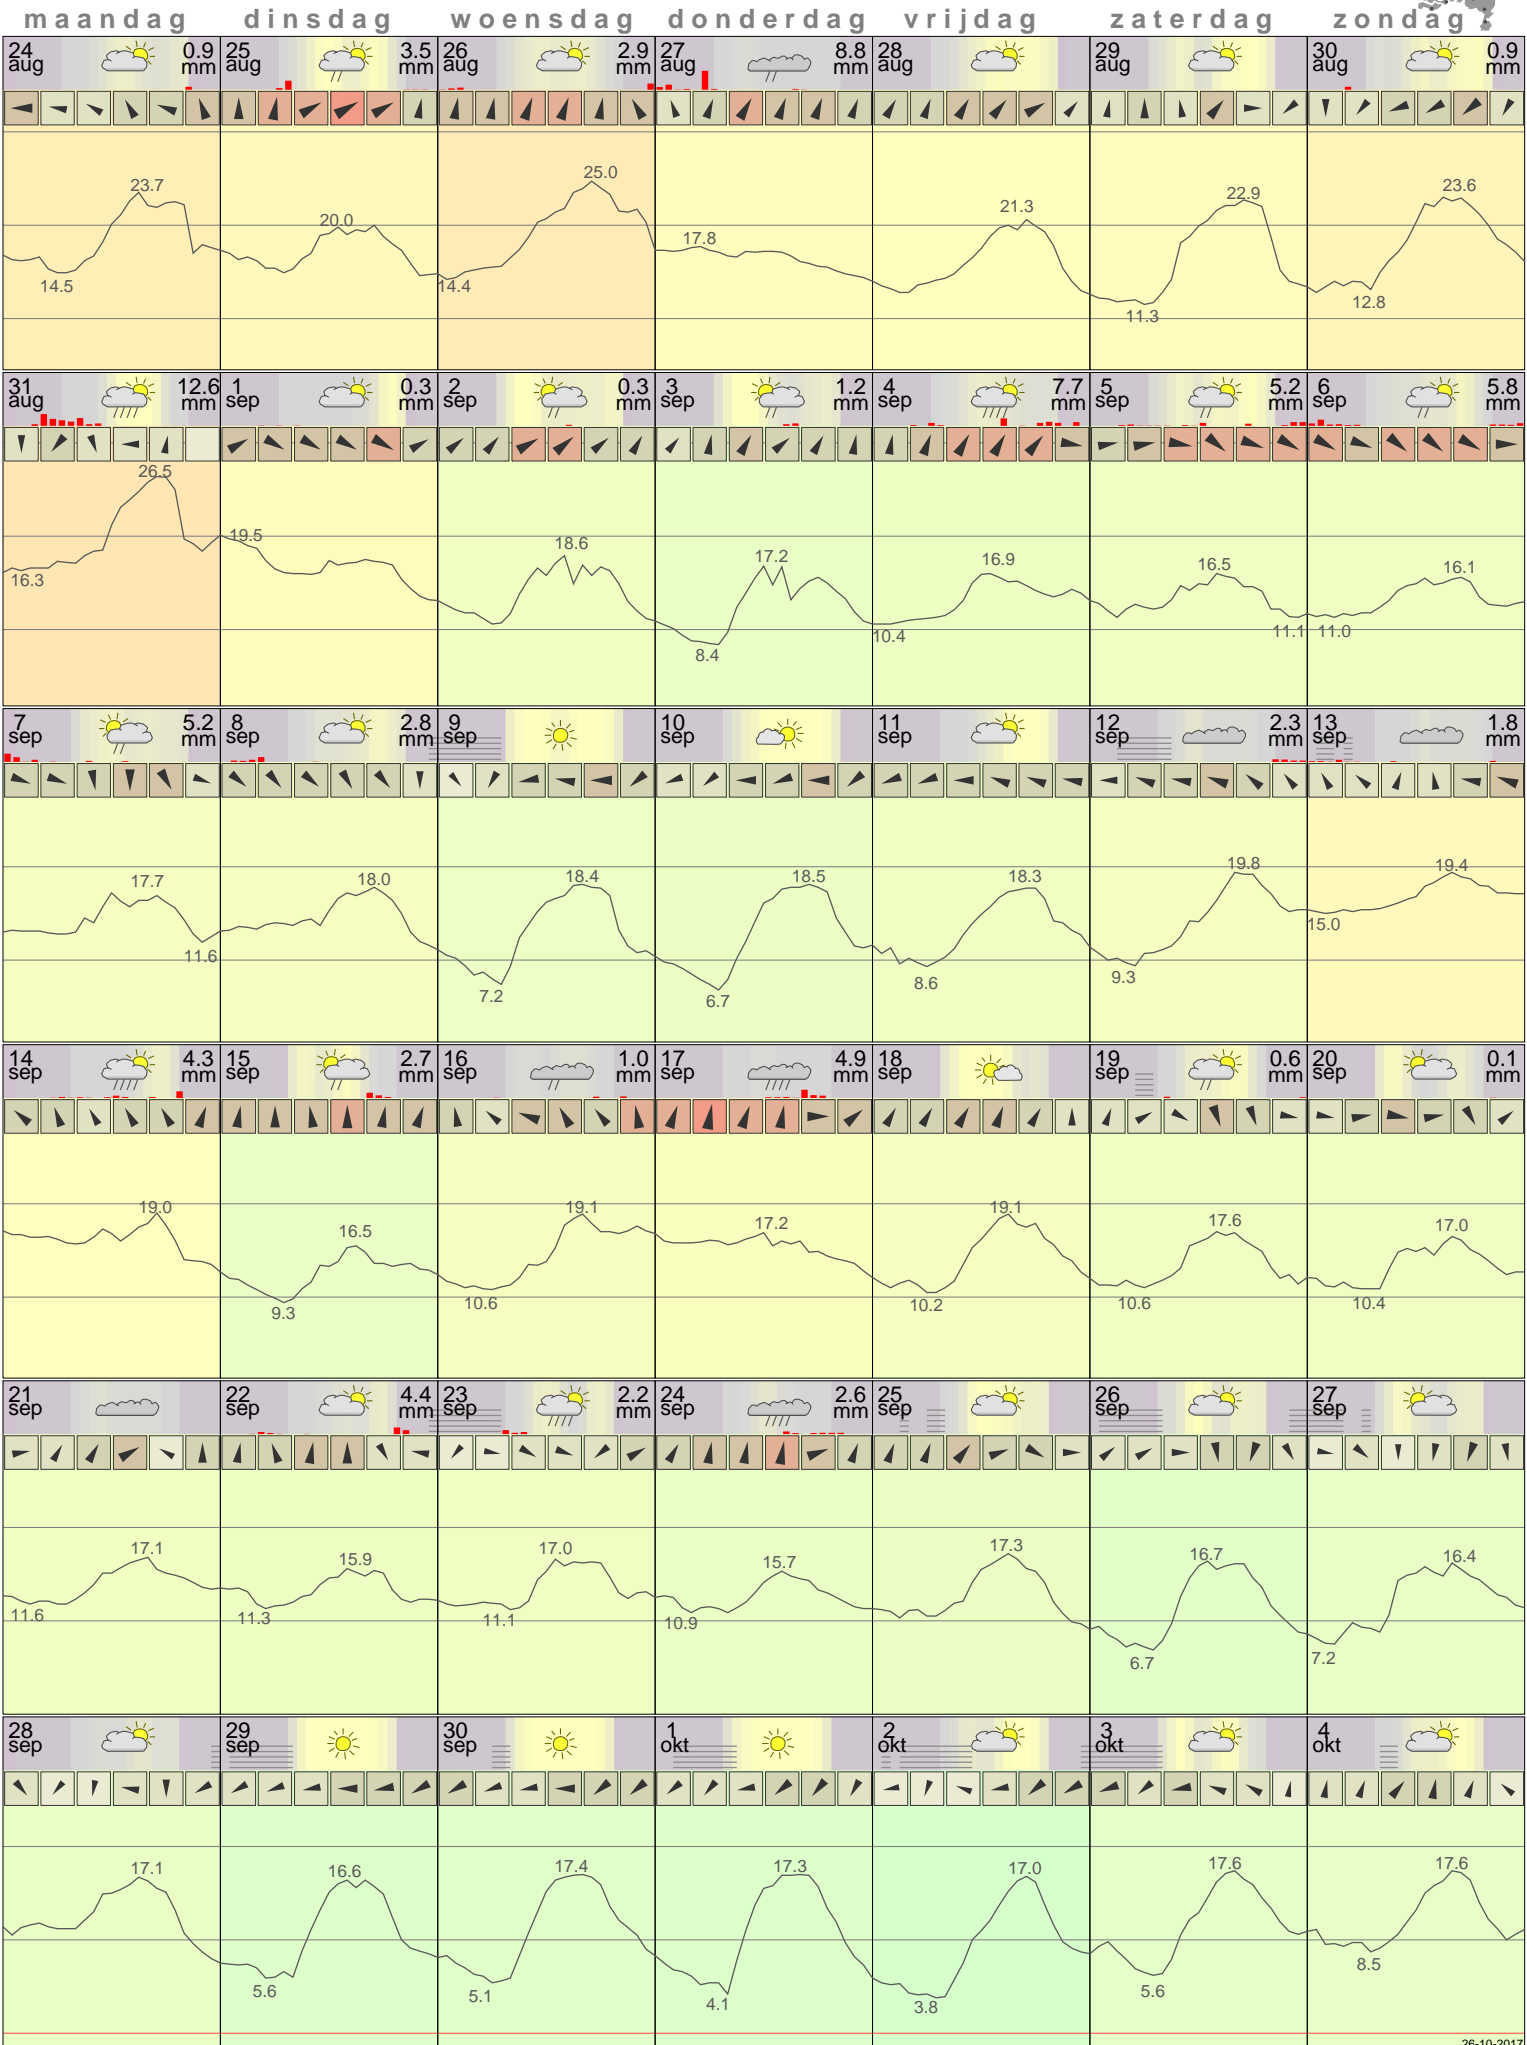 maandag dinsdag woensdag donderdag vrijdag zaterdag zondag
24 0.9 25 3.5 26 2.9 27 8.8 28 29 30 0.9
aug mm aug mm aug mm aug mm aug aug aug mm
23.7 20.0 25.0 17.8 21.3 22.9 23.6
14.5 14.4 11.3 12.8
31 12.6 1 0.3 2 0.3 3 1.2 4 7.7 5 5.2 6 5.8
aug mm sep mm sep mm sep mm sep mm sep mm sep mm
26.5 19.5 18.6 17.2 16.9 16.5 16.1
16.3 8.4 10.4 11.1 11.0
7 5.2 8 2.8 9 10 11 12 2.3 13 1.8
sep mm sep mm sep sep sep sep mm sep mm
17.7 18.0 18.4 18.5 18.3 19.8 19.4
11.6 7.2 6.7 8.6 9.3 15.0
14 4.3 15 2.7 16 1.0 17 4.9 18 19 0.6 20 0.1
sep mm sep mm sep mm sep mm sep sep mm sep mm
19.0 16.5 19.1 17.2 19.1 17.6 17.0
9.3 10.6 10.2 10.6 10.4
21 22 4.4 23 2.2 24 2.6 25 26 27
sep sep mm sep mm sep mm sep sep sep
17.1 15.9 17.0 15.7 17.3 16.7 16.4
11.6 11.3 11.1 10.9 6.7 7.2
28 29 30 1 2 3 4
sep sep sep okt okt okt okt
17.1 16.6 17.4 17.3 17.0 17.6 17.6
5.6 5.1 4.1 3.8 5.6 8.5
26-10-2017